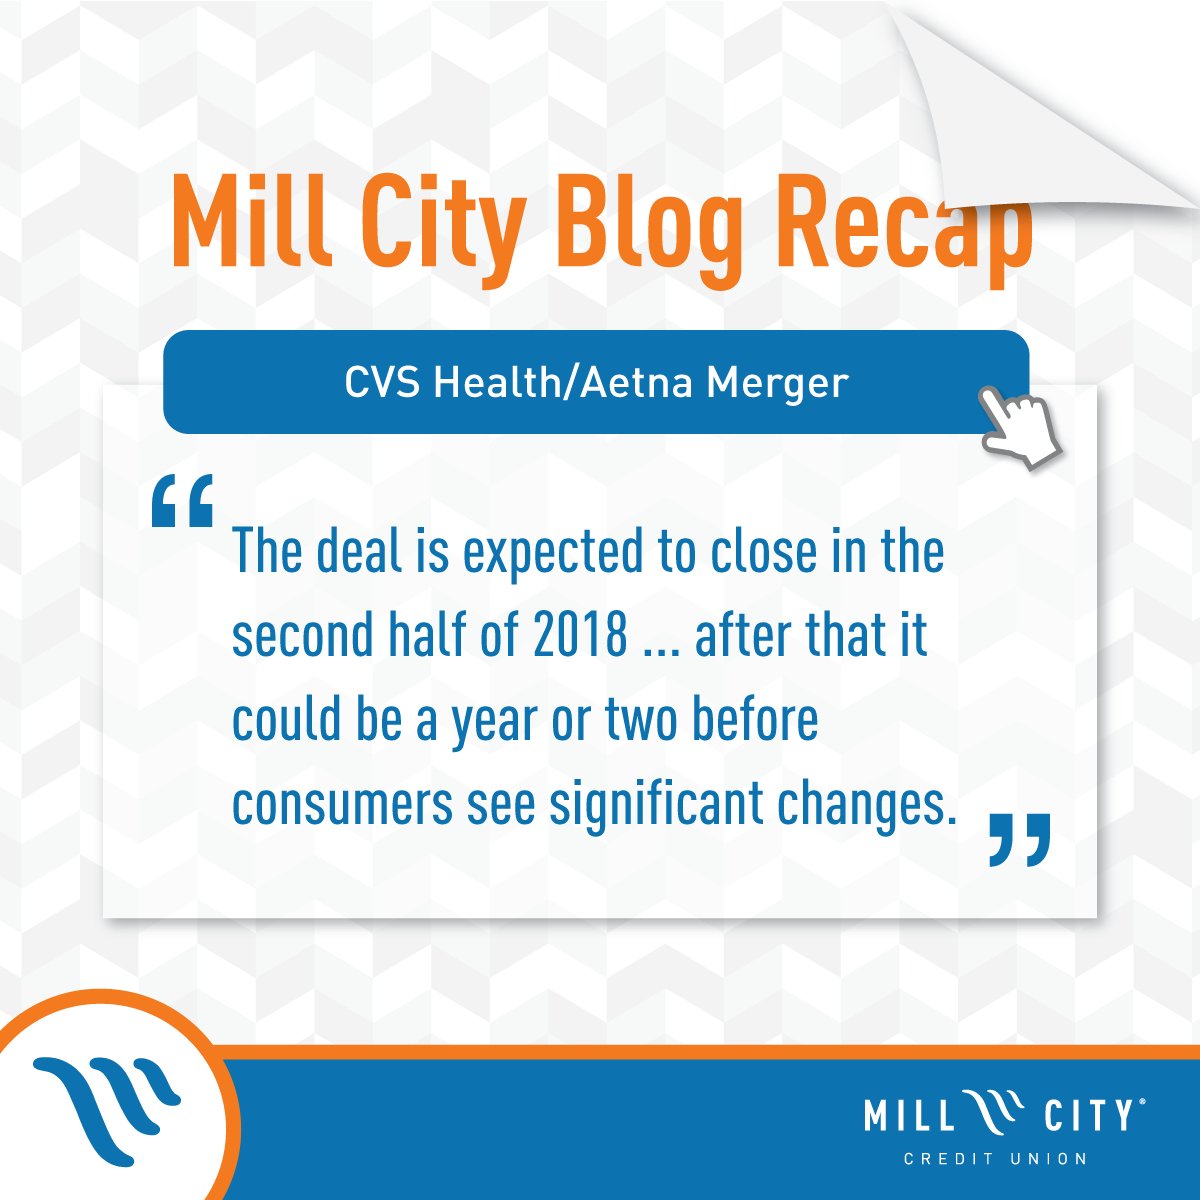 Mill City Blog Recap
CVS Health/Aetna Merger
“The deal is expected to close in the
second half of 2018 ... after that it
could be a year or two before
consumers see significant changes.”
MILL CITY®
CREDIT UNION